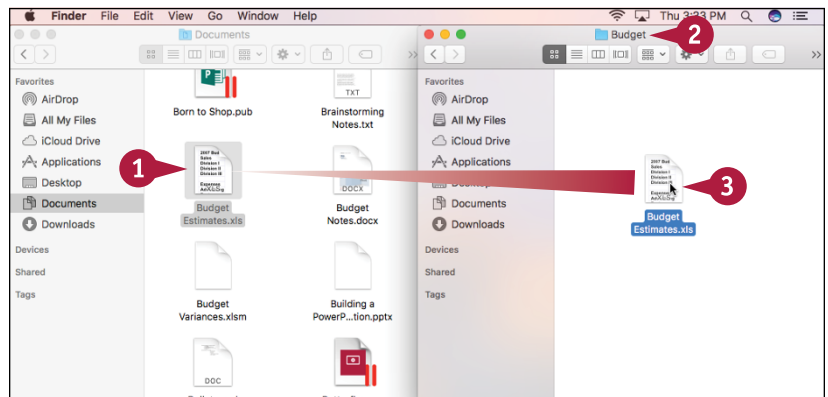 Finder File Edit View Go Window Help Thu 3:33 PM
Documents
Favorites
AirDrop
All My Files
iCloud Drive
Applications
Desktop
Documents
Downloads
Devices
Shared
Tags
Born to Shop.pub
TXT
Brainstorming
Notes.txt
1
Budget
Estimates.xls
DOCX
Budget
Notes.docx
Budget
Variances.xlsm
Building a
PowerP...tion.pptx
DOC
Budget
2
Favorites
AirDrop
All My Files
iCloud Drive
Applications
Documents
Downloads
Devices
Shared
Tags
3
Budget
Estimates.xls